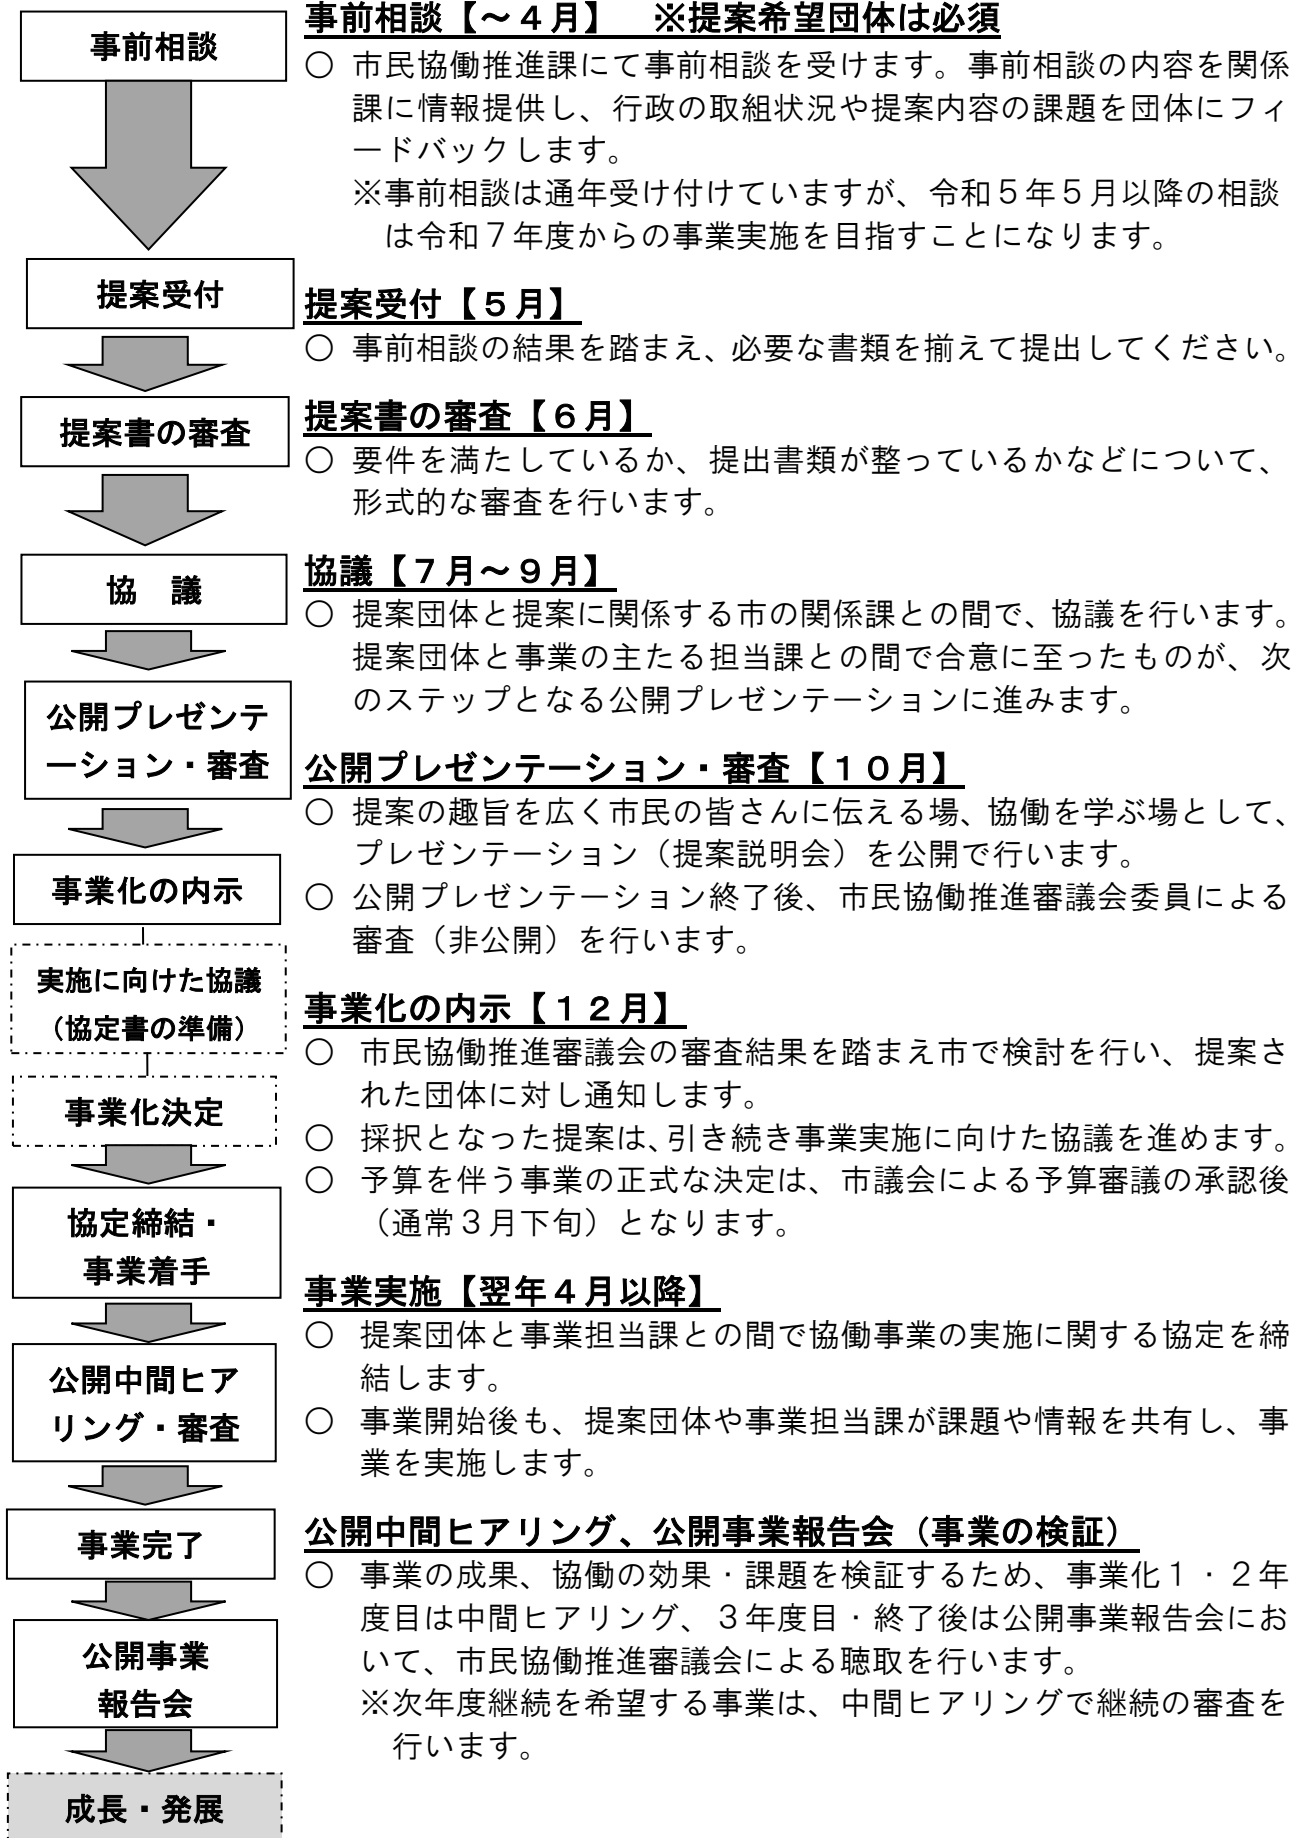 事前相談
提案受付
提案書の審査
協　議
公開プレゼンテ
ーション・審査
事業化の内示
実施に向けた協議
（協定書の準備）
事業化決定
協定締結・
事業着手
公開中間ヒア
リング・審査
事業完了
公開事業
報告会
成長・発展
事前相談【～４月】　※提案希望団体は必須
○ 市民協働推進課にて事前相談を受けます。事前相談の内容を関係
課に情報提供し、行政の取組状況や提案内容の課題を団体にフィ
ードバックします。
※事前相談は通年受け付けていますが、令和５年５月以降の相談
は令和７年度からの事業実施を目指すことになります。
提案受付【５月】
○ 事前相談の結果を踏まえ、必要な書類を揃えて提出してください。
提案書の審査【６月】
○ 要件を満たしているか、提出書類が整っているかなどについて、
形式的な審査を行います。
協議【７月～９月】
○ 提案団体と提案に関係する市の関係課との間で、協議を行います。
提案団体と事業の主たる担当課との間で合意に至ったものが、次
のステップとなる公開プレゼンテーションに進みます。
公開プレゼンテーション・審査【１０月】
○ 提案の趣旨を広く市民の皆さんに伝える場、協働を学ぶ場として、
プレゼンテーション（提案説明会）を公開で行います。
○ 公開プレゼンテーション終了後、市民協働推進審議会委員による
審査（非公開）を行います。
事業化の内示【１２月】
○ 市民協働推進審議会の審査結果を踏まえ市で検討を行い、提案さ
れた団体に対し通知します。
○ 採択となった提案は、引き続き事業実施に向けた協議を進めます。
○ 予算を伴う事業の正式な決定は、市議会による予算審議の承認後
（通常３月下旬）となります。
事業実施【翌年４月以降】
○ 提案団体と事業担当課との間で協働事業の実施に関する協定を締
結します。
○ 事業開始後も、提案団体や事業担当課が課題や情報を共有し、事
業を実施します。
公開中間ヒアリング、公開事業報告会（事業の検証）
○ 事業の成果、協働の効果・課題を検証するため、事業化１・２年
度目は中間ヒアリング、３年度目・終了後は公開事業報告会にお
いて、市民協働推進審議会による聴取を行います。
※次年度継続を希望する事業は、中間ヒアリングで継続の審査を
行います。